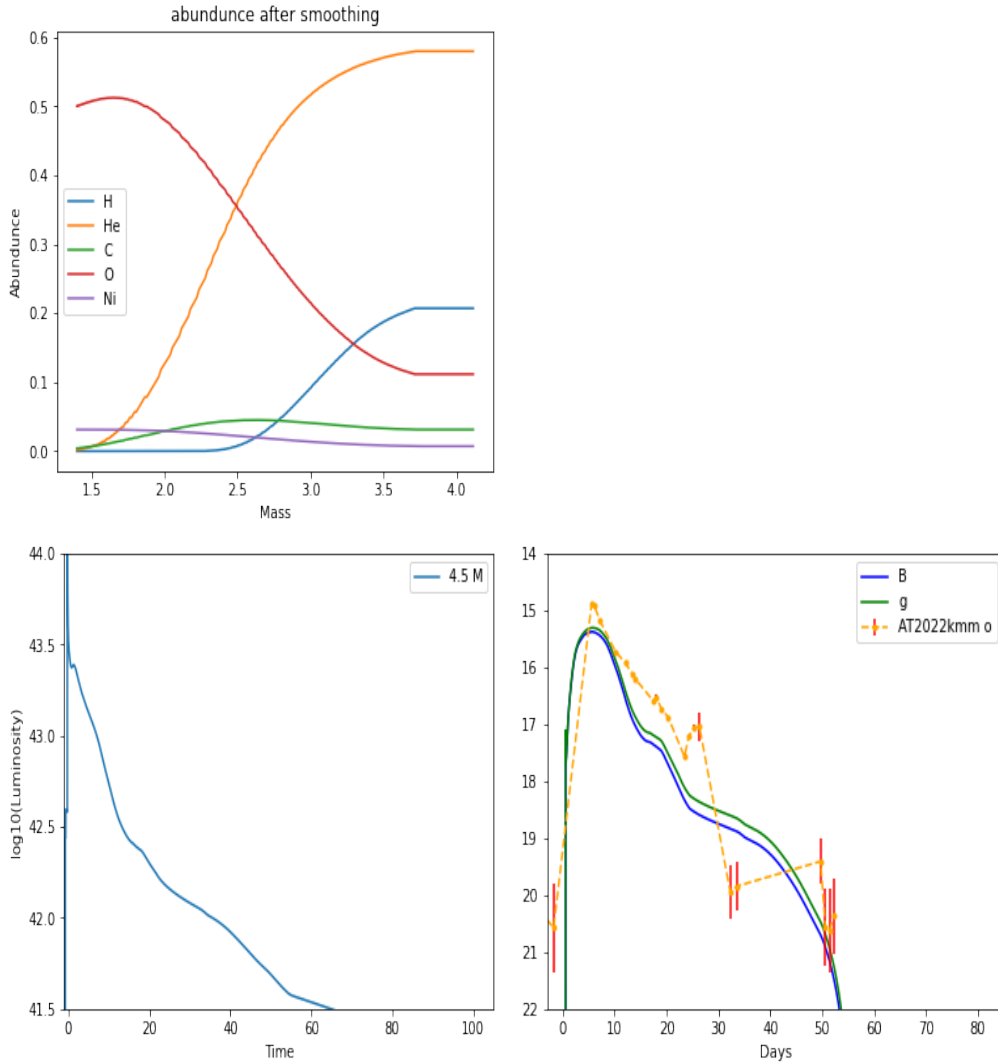 abundunce after smoothing
0.6
0.5
0.4
0.3
0.2
0.1
0.0
Abundunce
H
He
C
O
Ni
1.5 2.0 2.5 3.0 3.5 4.0
Mass
44.0
43.5
43.0
42.5
42.0
41.5
log10(Luminosity)
4.5 M
0 20 40 60 80 100
Time
14
15
16
17
18
19
20
21
22
B
g
AT2022kmm o
0 10 20 30 40 50 60 70 80
Days